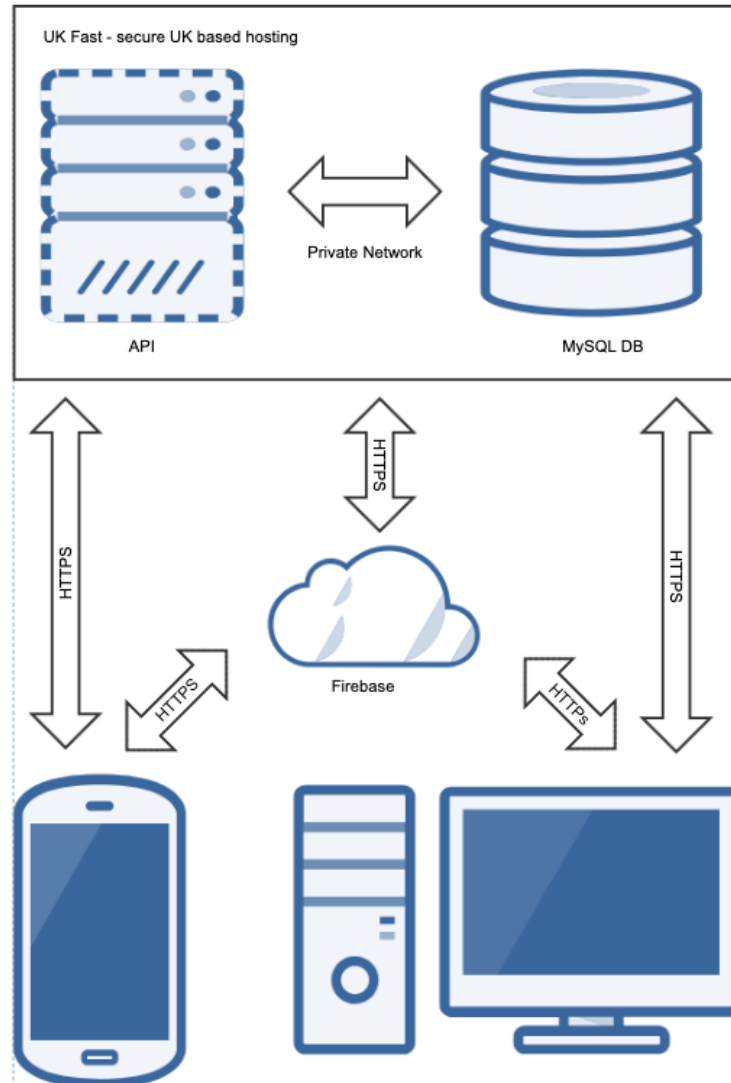 UK Fast - secure UK based hosting
Private Network
API
MySQL DB
HTTPS
HTTPS
HTTPS
Firebase
HTTPS
HTTPs